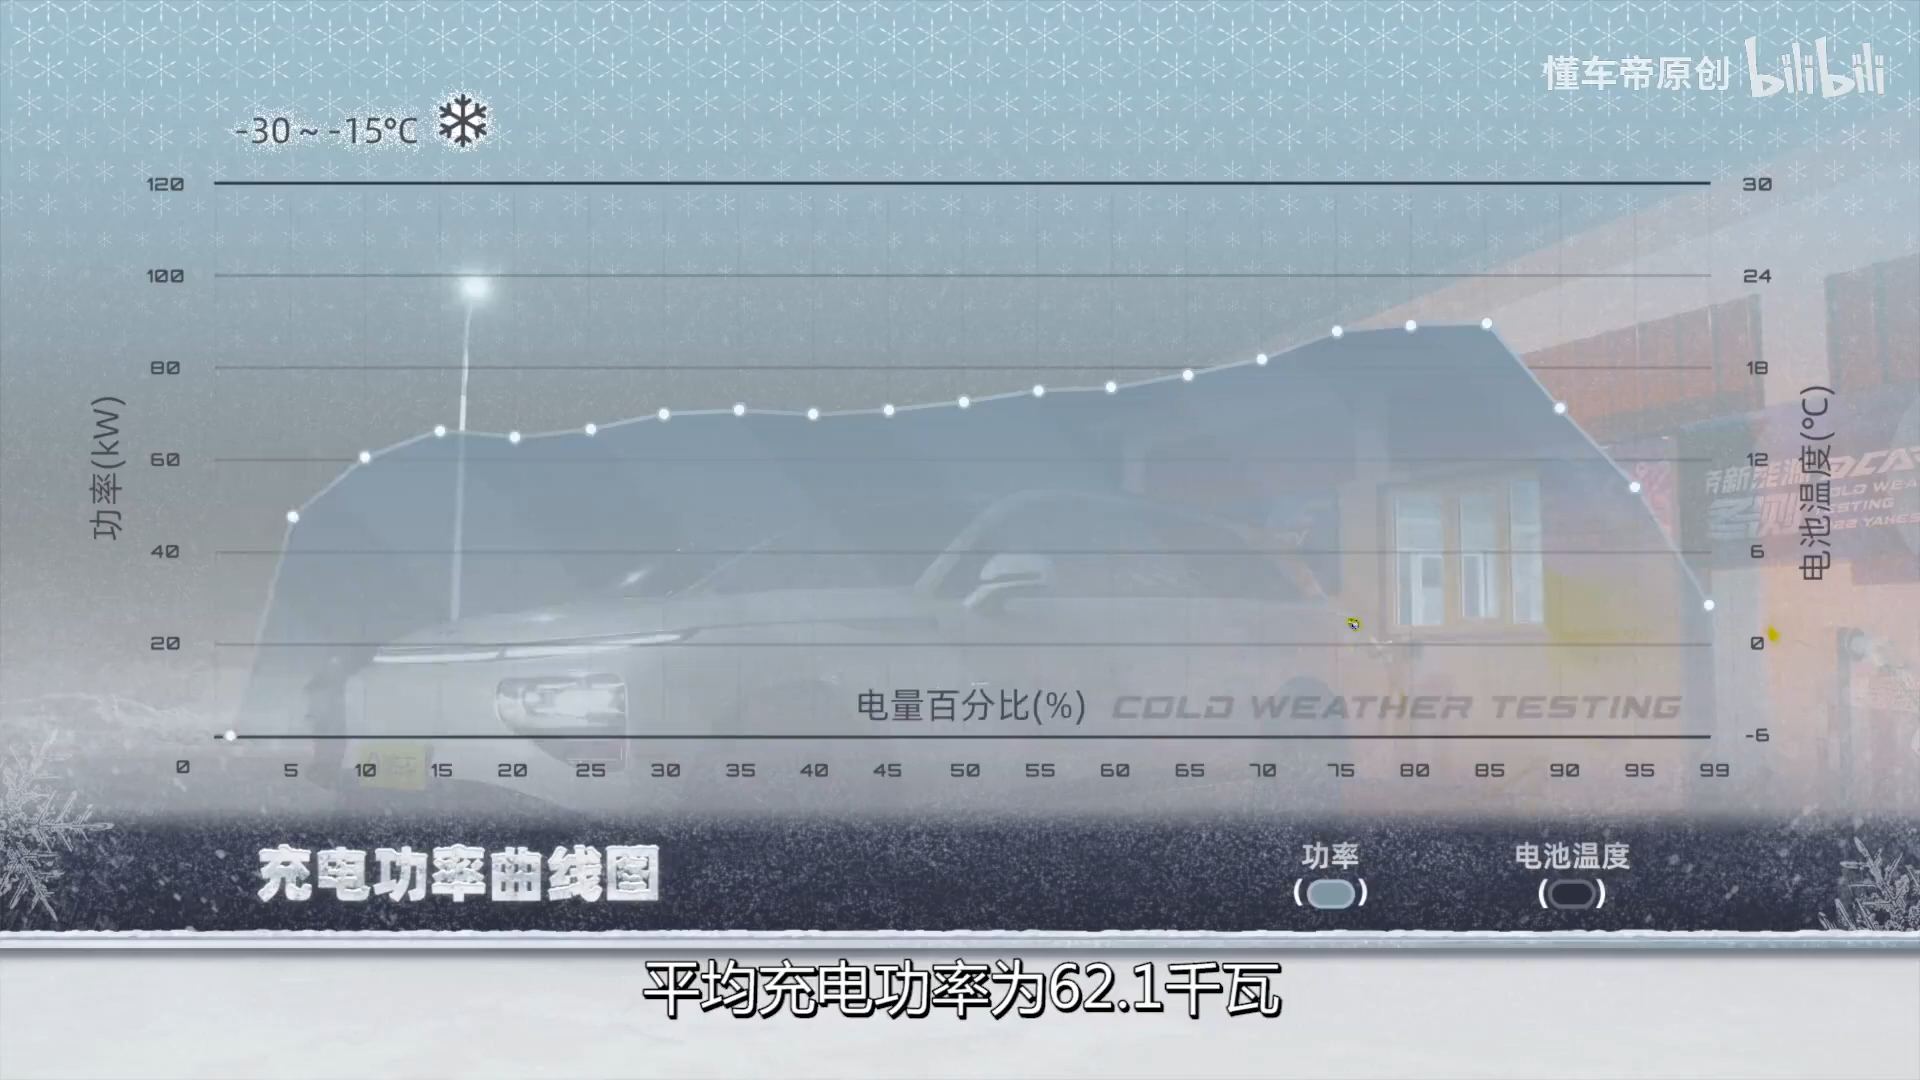 懂车帝原创 bilibili
-30～-15℃
120
100
80
60
40
20
0
功率(kW)
30
24
18
12
6
0
-6
电池温度(℃)
电量百分比(%)
COLD WEATHER TESTING
5 10 15 20 25 30 35 40 45 50 55 60 65 70 75 80 85 90 95 99
充电功率曲线图
功率
电池温度
平均充电功率为62.1千瓦